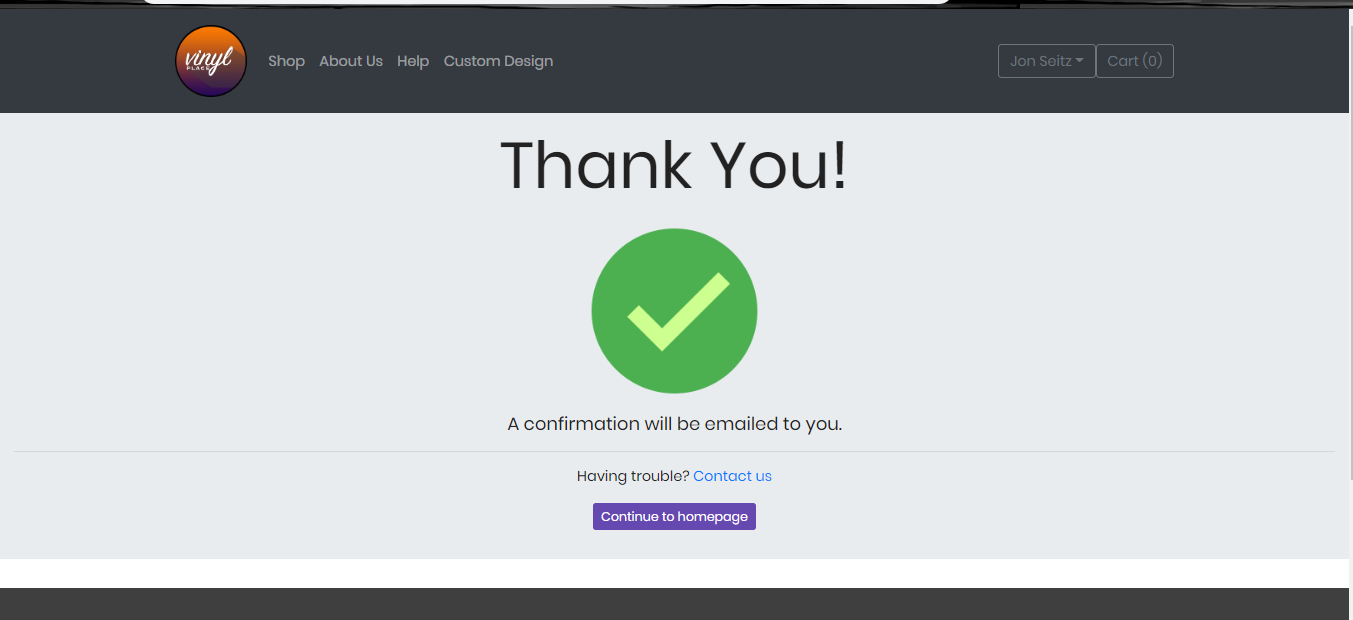 vinyl
PLACE
Shop About Us Help Custom Design
Jon Seitz Cart (0)
Thank You!
A confirmation will be emailed to you.
Having trouble? Contact us
Continue to homepage